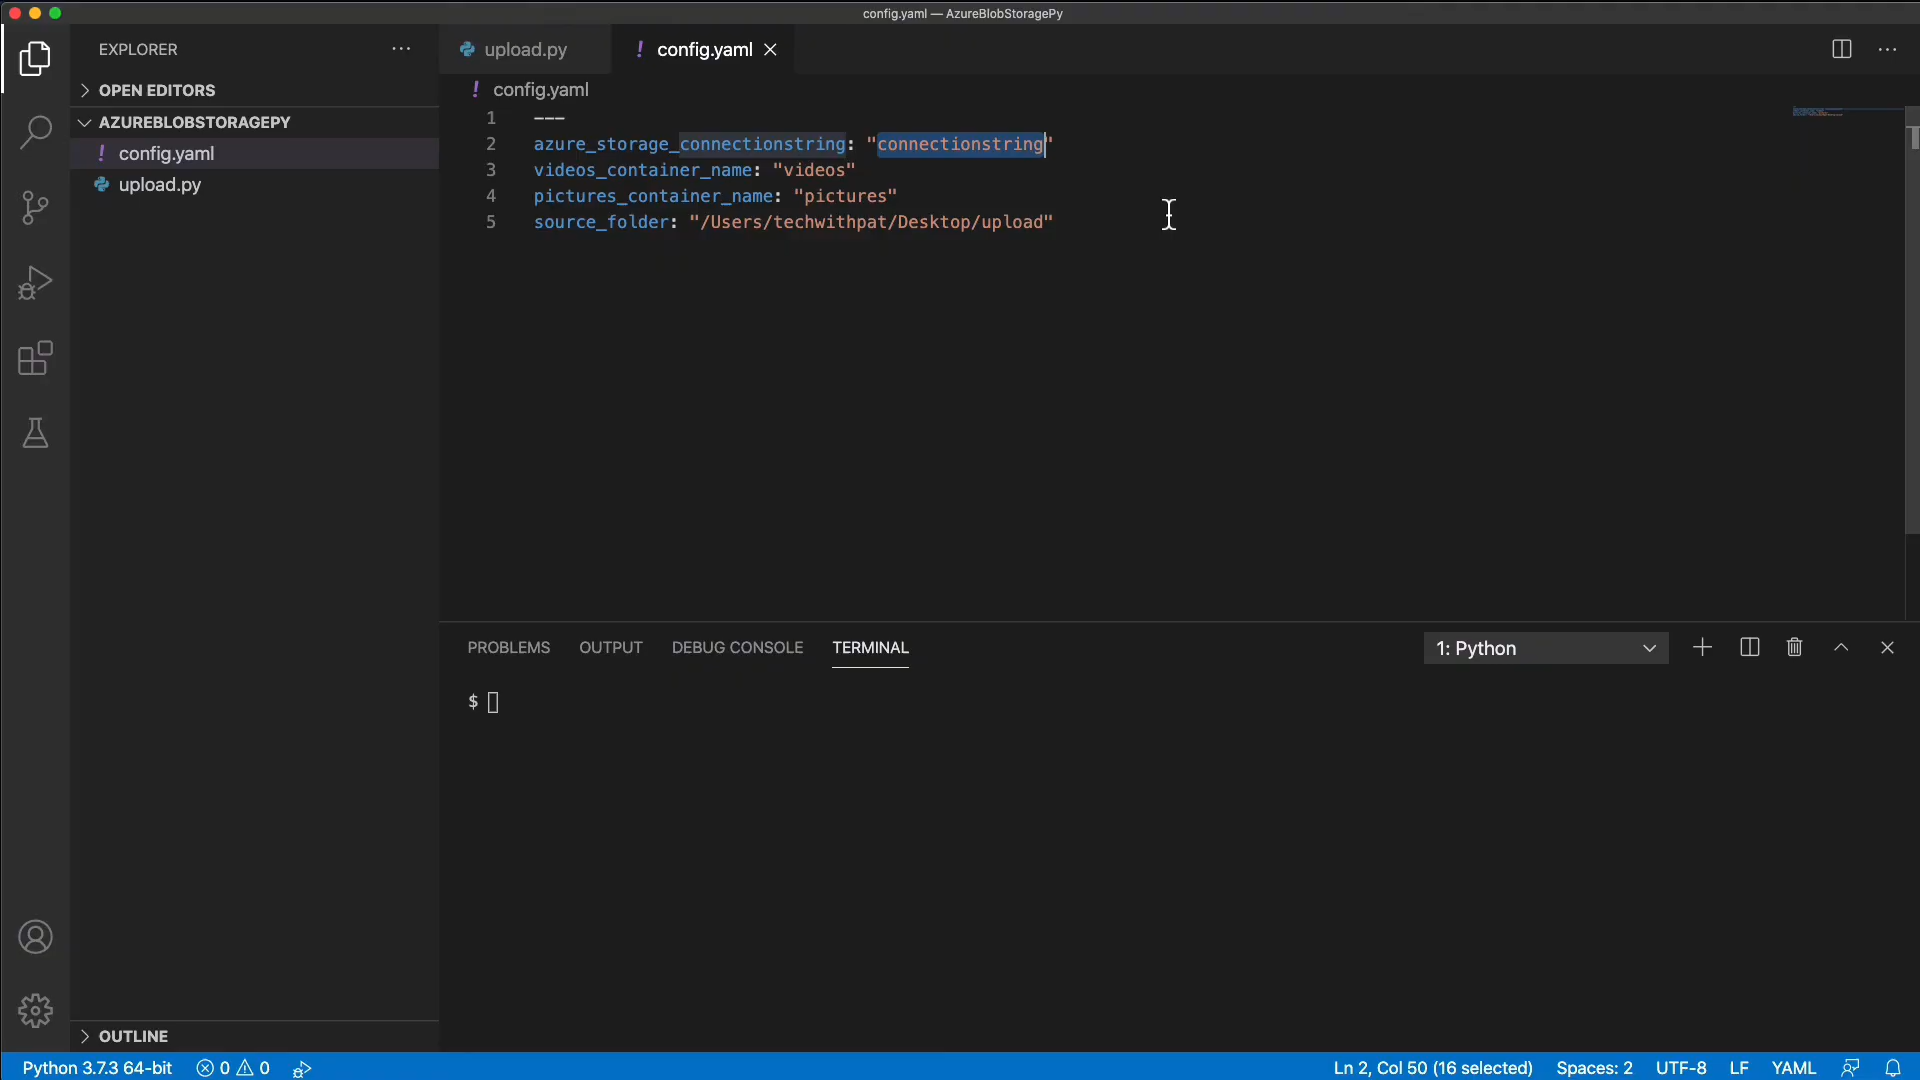 config.yaml — AzureBlobStoragePy
EXPLORER
upload.py
config.yaml
OPEN EDITORS
AZUREBLOBSTORAGEPY
config.yaml
upload.py
config.yaml
1 ---
2 azure_storage_connectionstring: "connectionstring"
3 videos_container_name: "videos"
4 pictures_container_name: "pictures"
5 source_folder: "/Users/techwithpat/Desktop/upload"
PROBLEMS OUTPUT DEBUG CONSOLE TERMINAL 1: Python
$
OUTLINE
Python 3.7.3 64-bit 0 0 Ln 2, Col 50 (16 selected) Spaces: 2 UTF-8 LF YAML